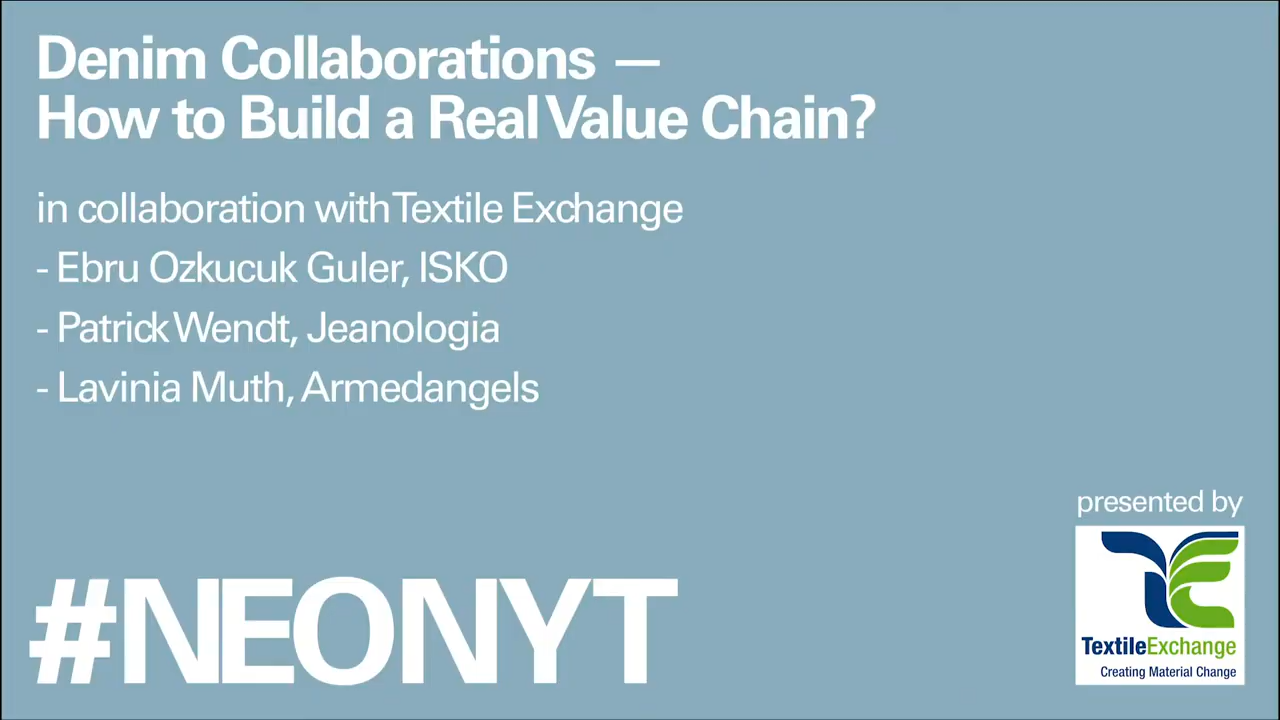 Denim Collaborations —
How to Build a Real Value Chain?
in collaboration with Textile Exchange
- Ebru Ozkucuk Guler, ISKO
- Patrick Wendt, Jeanologia
- Lavinia Muth, Armedangels
presented by
TextileExchange
Creating Material Change
#NEONYT